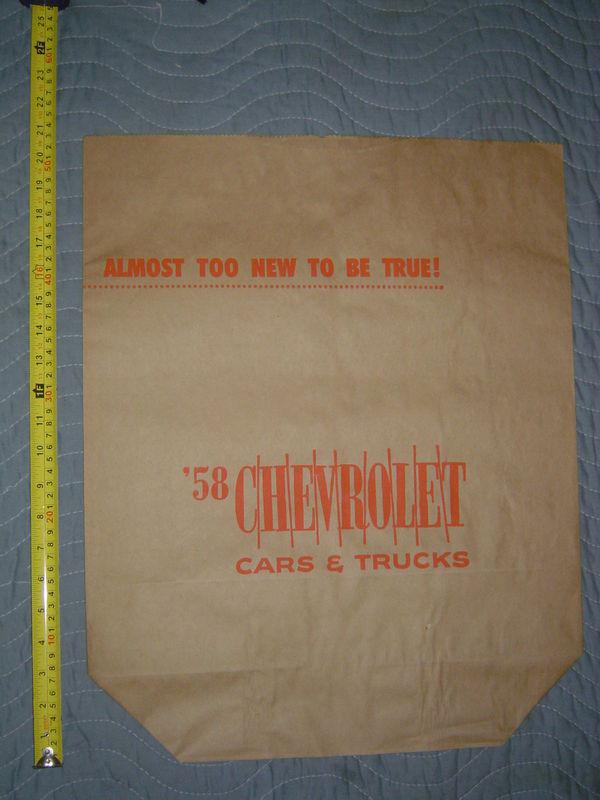 ALMOST TOO NEW TO BE TRUE!
'58 CHEVROLET
CARS & TRUCKS